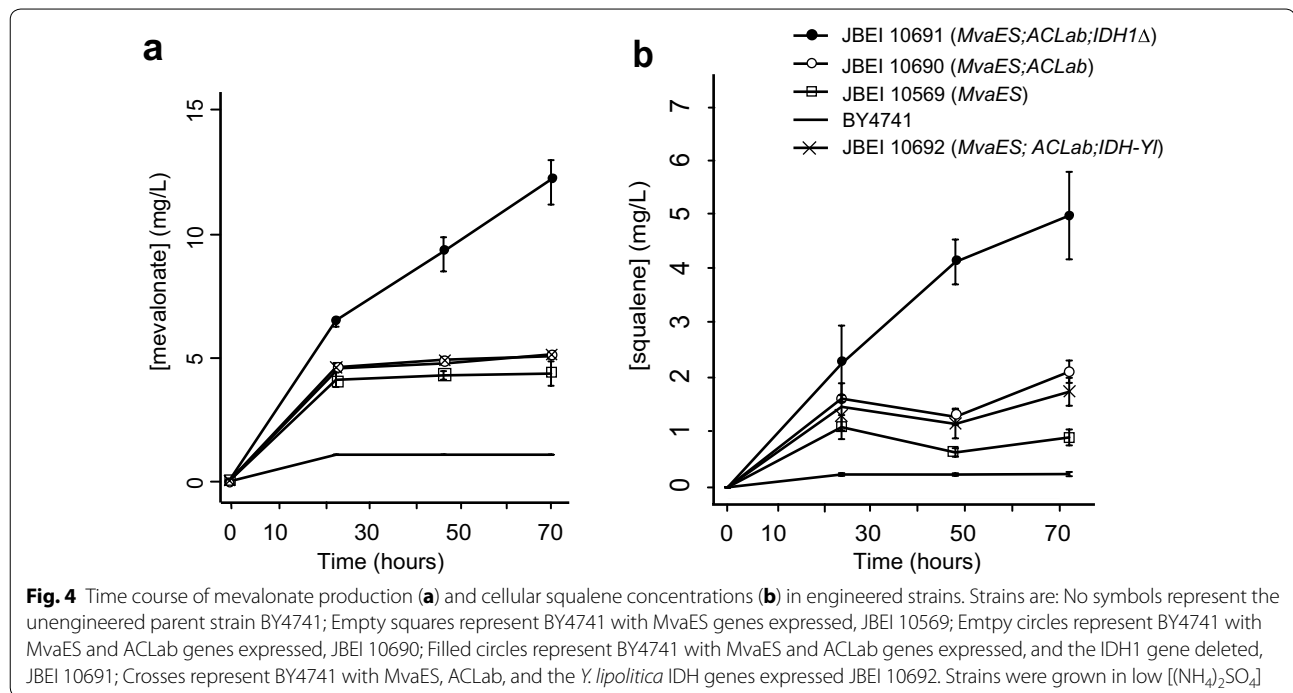 a
b
JBEI 10691 (MvaES;ACLab;IDH1Δ)
JBEI 10690 (MvaES;ACLab)
JBEI 10569 (MvaES)
BY4741
JBEI 10692 (MvaES; ACLab;IDH-Yl)
[mevalonate] (mg/L)
15
10
5
0
0 10 30 50 70
Time (hours)
[squalene] (mg/L)
7
6
5
4
3
2
1
0
0 10 30 50 70
Time (hours)
Fig. 4 Time course of mevalonate production (a) and cellular squalene concentrations (b) in engineered strains. Strains are: No symbols represent the
unengineered parent strain BY4741; Empty squares represent BY4741 with MvaES genes expressed, JBEI 10569; Emtpy circles represent BY4741 with
MvaES and ACLab genes expressed, JBEI 10690; Filled circles represent BY4741 with MvaES and ACLab genes expressed, and the IDH1 gene deleted,
JBEI 10691; Crosses represent BY4741 with MvaES, ACLab, and the Y. lipolitica IDH genes expressed JBEI 10692. Strains were grown in low [(NH4)2SO4]